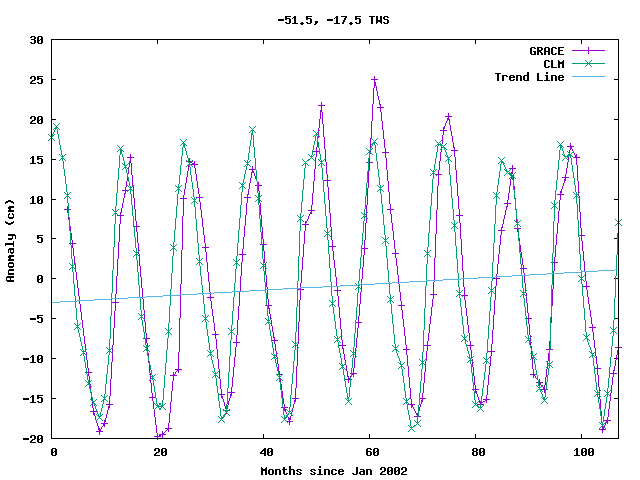 -51.5, -17.5 TWS
GRACE
CLM
Trend Line
30
25
20
15
10
5
0
-5
-10
-15
-20
Anomaly (cm)
0 20 40 60 80 100
Months since Jan 2002